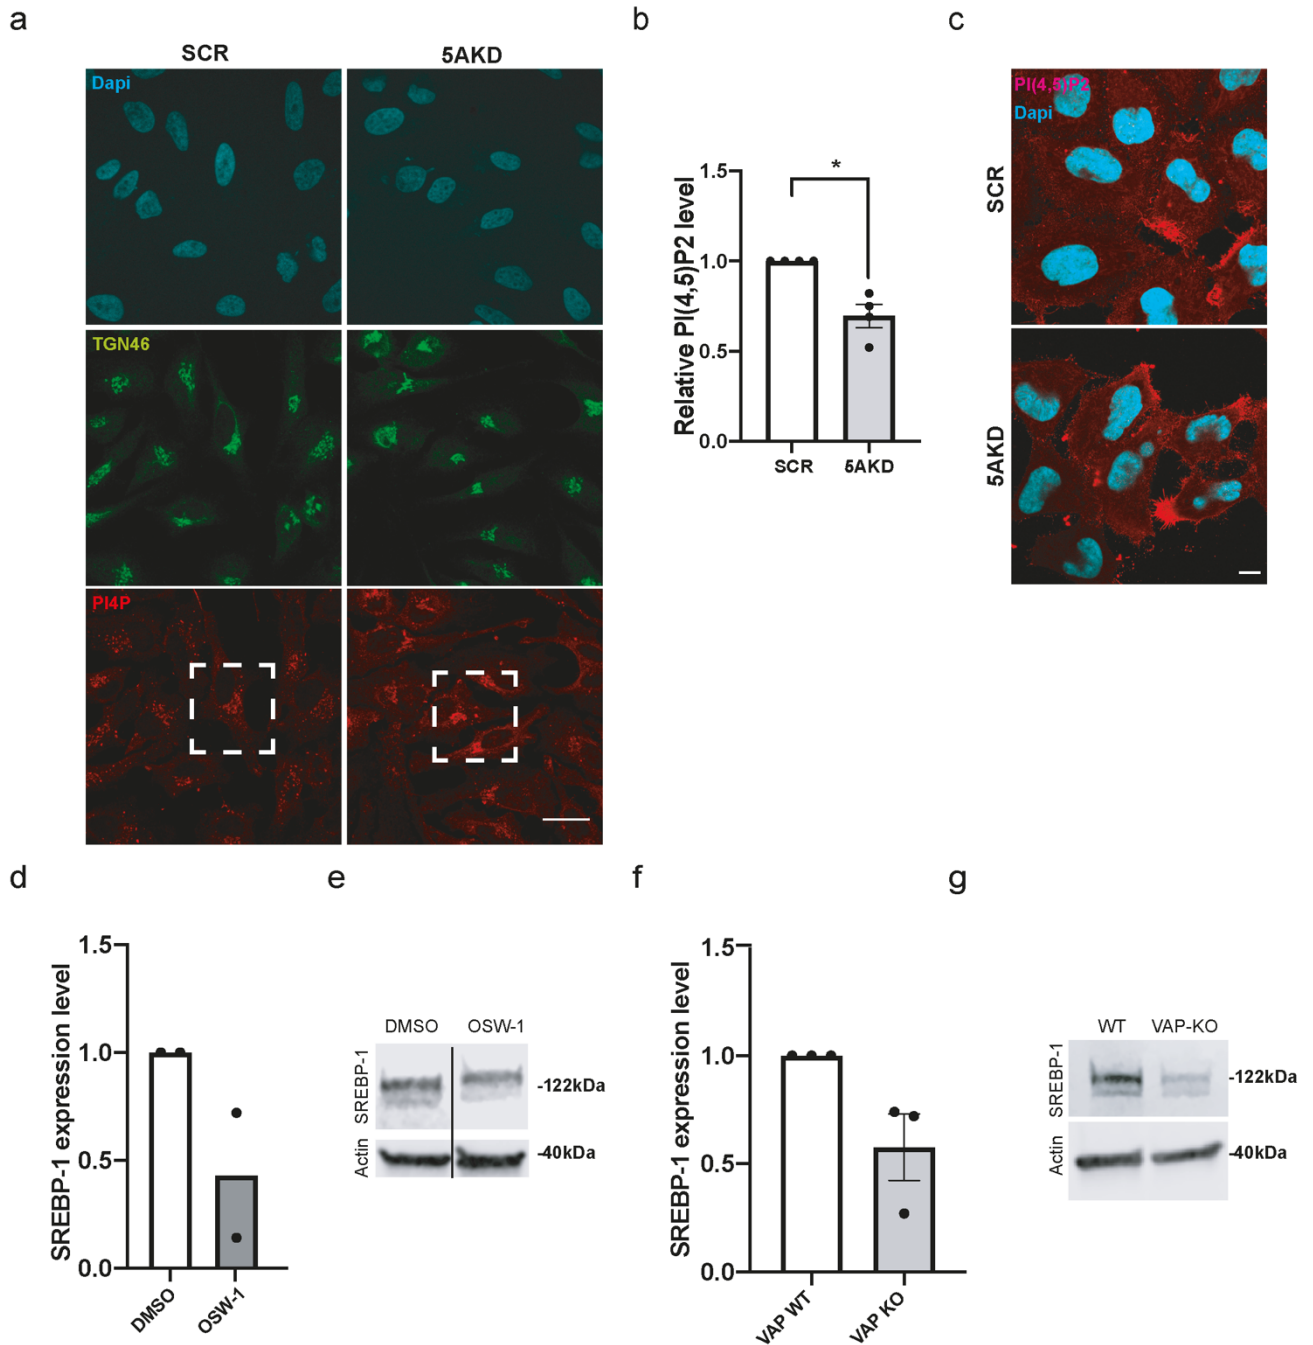 a
SCR 5AKD
Dapi
TGN46
PI4P
b
Relative PI(4,5)P2 level
1.5
1.0
0.5
0.0
*
SCR 5AKD
c
PI(4,5)P2
Dapi
SCR
5AKD
d
SREBP-1 expression level
1.5
1.0
0.5
0.0
DMSO OSW-1
e
DMSO OSW-1
SREBP-1
-122kDa
Actin
-40kDa
f
SREBP-1 expression level
1.5
1.0
0.5
0.0
VAP WT VAP KO
g
WT VAP-KO
SREBP-1
-122kDa
Actin
-40kDa